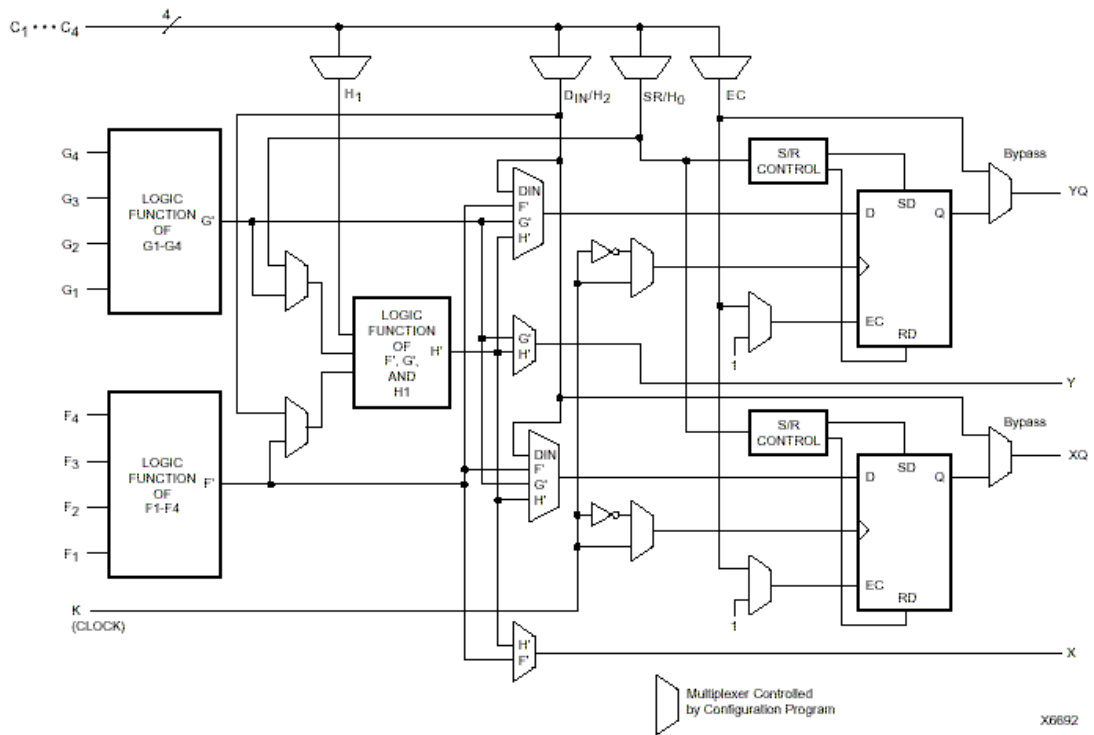 C1 ••• C4
4
H1
DIN/H2
SR/H0
EC
G4
G3
G2
G1
LOGIC
FUNCTION
OF
G1-G4
G'
DIN
F'
G'
H'
S/R
CONTROL
Bypass
D
SD
Q
YQ
EC
RD
1
LOGIC
FUNCTION
OF
F', G',
AND
H1
H'
G'
H'
Y
F4
F3
F2
F1
LOGIC
FUNCTION
OF
F1-F4
F'
DIN
F'
G'
H'
S/R
CONTROL
Bypass
D
SD
Q
XQ
EC
RD
1
K
(CLOCK)
H'
F'
X
Multiplexer Controlled
by Configuration Program
X6692